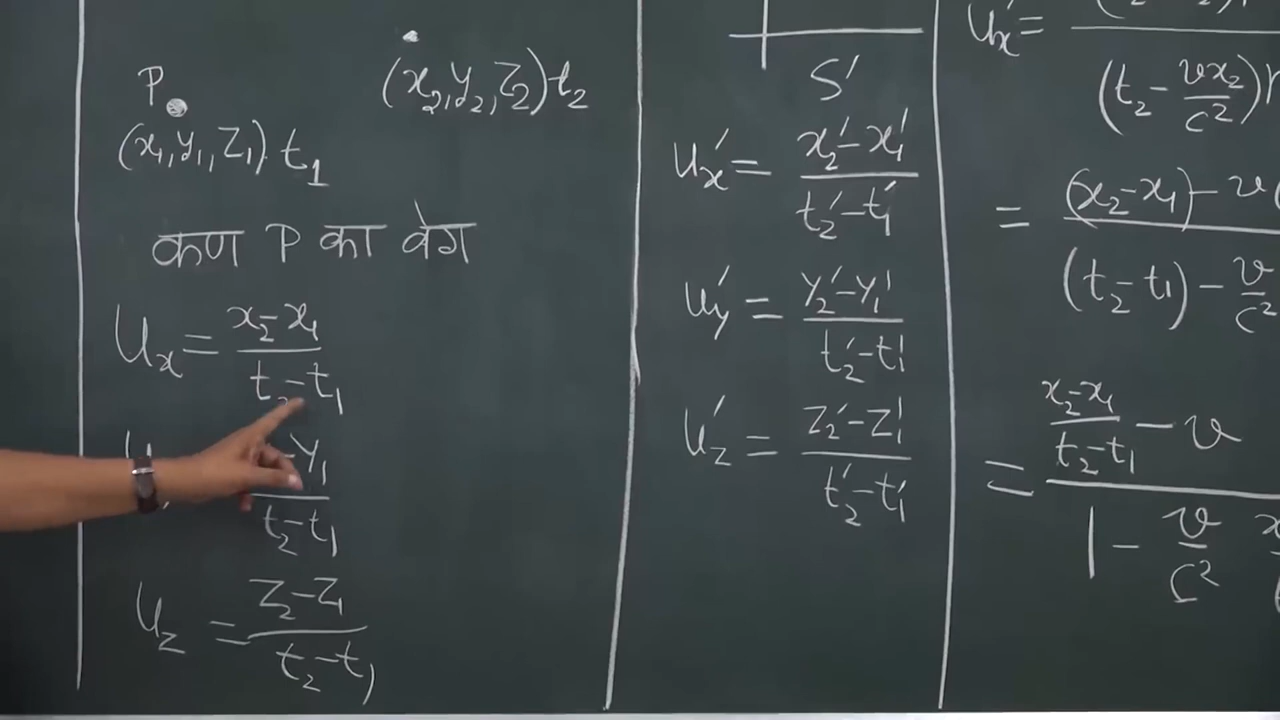 P
(x₂, y₂, z₂) t₂
(x₁, y₁, z₁) t₁
कण P का वेग
Uₓ = (x₂-x₁)/(t₂-t₁)
-y₁
t₂-t₁
U_z = (z₂-z₁)/(t₂-t₁)
S'
uₓ' = (x₂'-x₁')/(t₂'-t₁')
u_y' = (y₂'-y₁')/(t₂'-t₁')
u_z' = (z₂'-z₁')/(t₂'-t₁')
uₓ' =
(t₂ - vx₂/c²)
= (x₂-x₁) - v
(t₂-t₁) - v/c²
= (x₂-x₁)/(t₂-t₁) - v
1 - v/c²